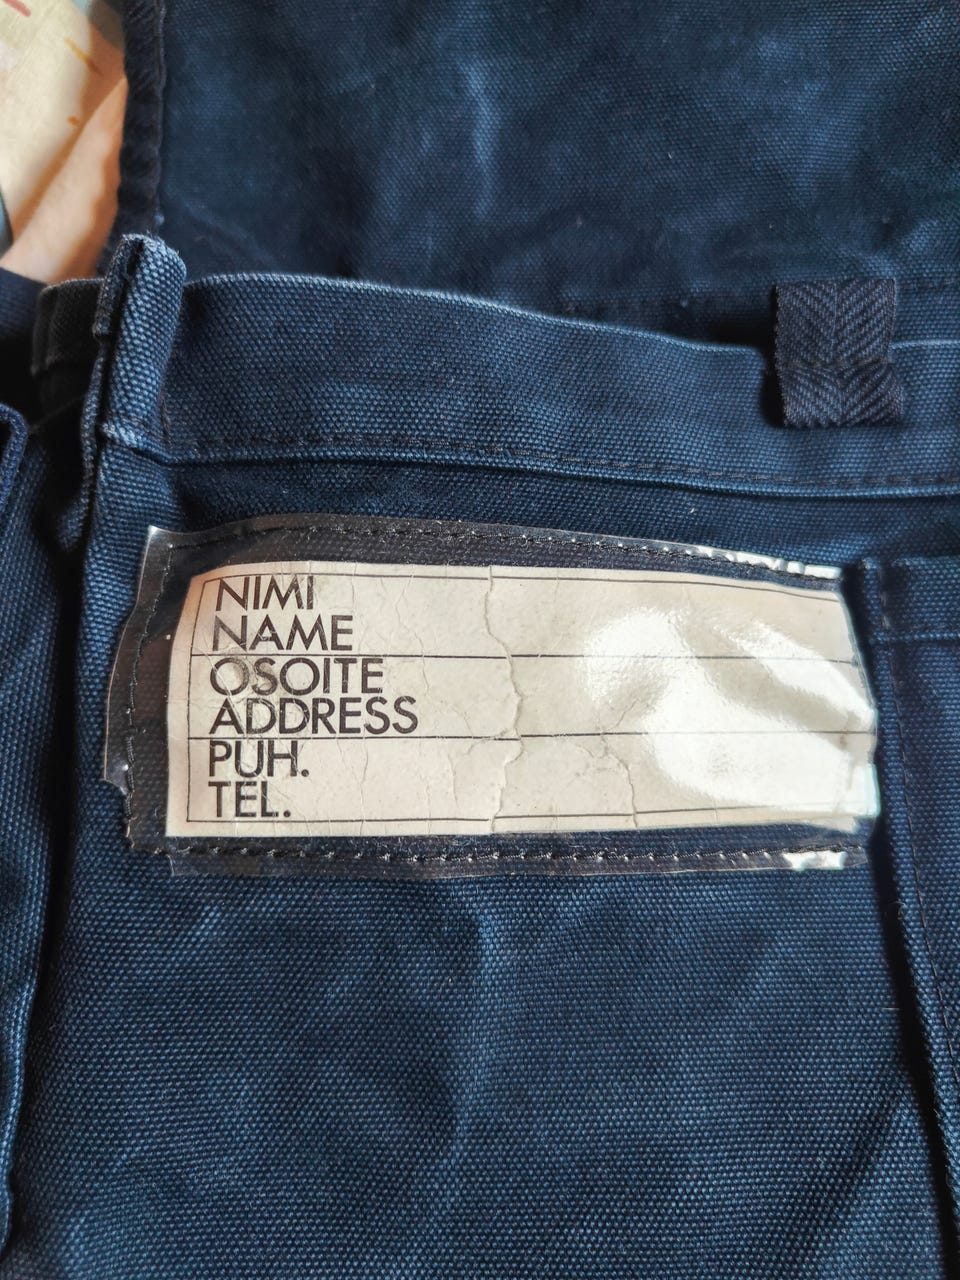 NIMI
NAME
OSOITE
ADDRESS
PUH.
TEL.